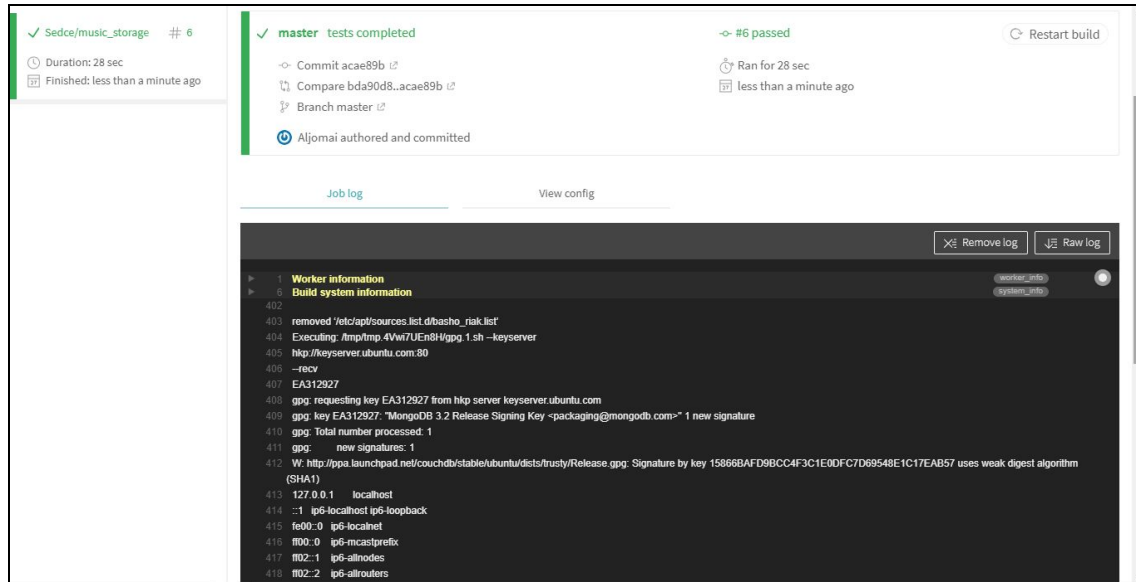 Sedce/music_storage # 6
Duration: 28 sec
Finished: less than a minute ago
master tests completed
#6 passed
Restart build
Commit acae89b
Ran for 28 sec
Compare bda90d8..acae89b
less than a minute ago
Branch master
Aljomai authored and committed
Job log
View config
Remove log
Raw log
1 Worker information worker_info
6 Build system information system_info
402
403 removed '/etc/apt/sources.list.d/basho_riak.list'
404 Executing: /tmp/tmp.4Vwi7UEn8H/gpg.1.sh --keyserver
405 hkp://keyserver.ubuntu.com:80
406 --recv
407 EA312927
408 gpg: requesting key EA312927 from hkp server keyserver.ubuntu.com
409 gpg: key EA312927: "MongoDB 3.2 Release Signing Key <packaging@mongodb.com>" 1 new signature
410 gpg: Total number processed: 1
411 gpg: new signatures: 1
412 W: http://ppa.launchpad.net/couchdb/stable/ubuntu/dists/trusty/Release.gpg: Signature by key 15866BAFD9BCC4F3C1E0DFC7D69548E1C17EAB57 uses weak digest algorithm
(SHA1)
413 127.0.0.1 localhost
414 ::1 ip6-localhost ip6-loopback
415 fe00::0 ip6-localnet
416 ff00::0 ip6-mcastprefix
417 ff02::1 ip6-allnodes
418 ff02::2 ip6-allrouters